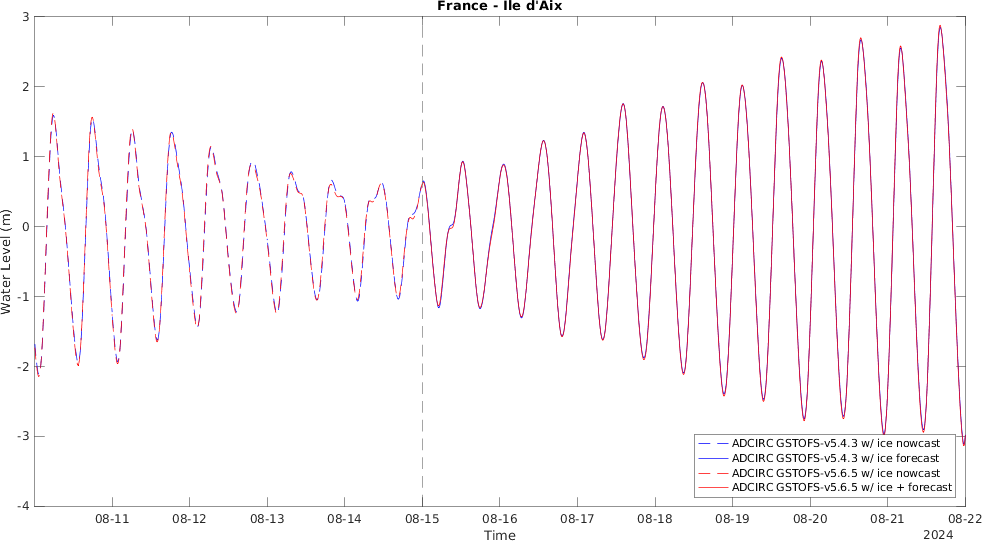 France - Ile d'Aix
3
2
1
0
-1
-2
-3
-4
Water Level (m)
ADCIRC GSTOFS-v5.4.3 w/ ice nowcast
ADCIRC GSTOFS-v5.4.3 w/ ice forecast
ADCIRC GSTOFS-v5.6.5 w/ ice nowcast
ADCIRC GSTOFS-v5.6.5 w/ ice + forecast
08-11 08-12 08-13 08-14 08-15 08-16 08-17 08-18 08-19 08-20 08-21 08-22
Time 2024